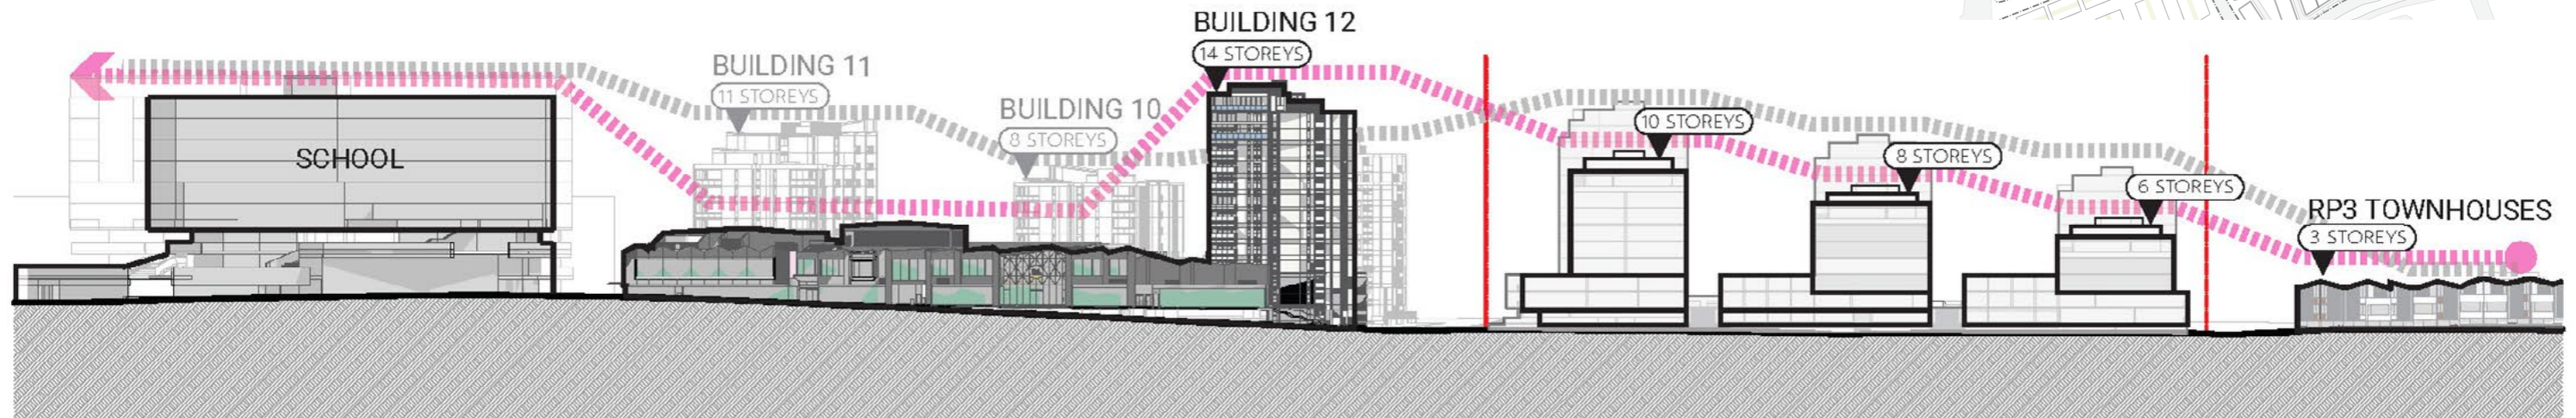 BUILDING 12
14 STOREYS
BUILDING 11
11 STOREYS
BUILDING 10
8 STOREYS
SCHOOL
10 STOREYS
8 STOREYS
6 STOREYS
RP3 TOWNHOUSES
3 STOREYS